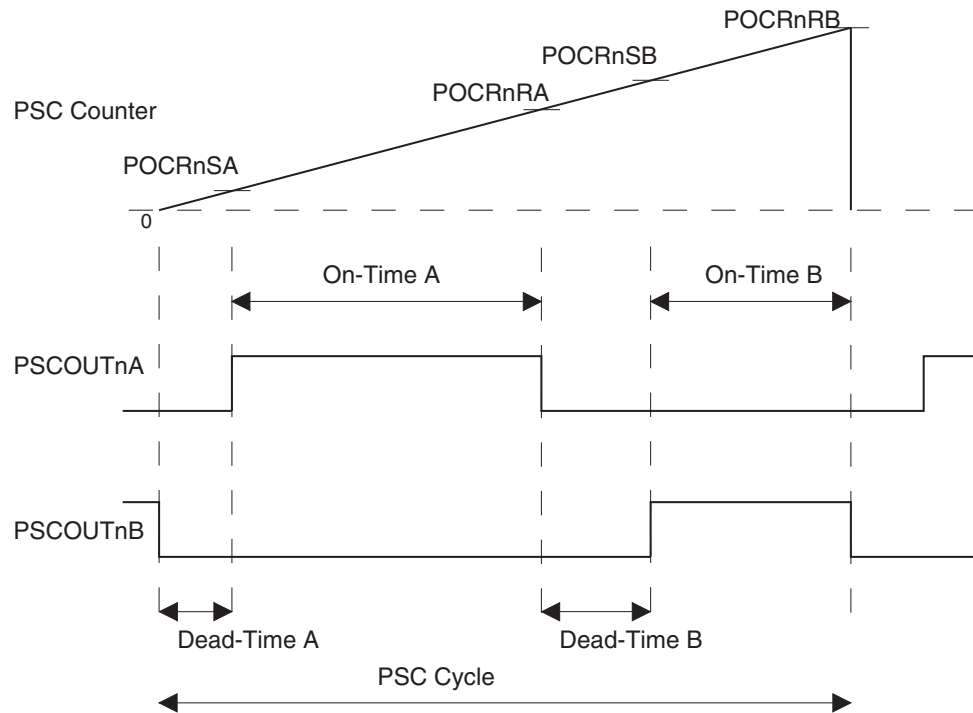 POCRnRB
POCRnSB
POCRnRA
PSC Counter
POCRnSA
0
On-Time A
On-Time B
PSCOUTnA
PSCOUTnB
Dead-Time A
Dead-Time B
PSC Cycle